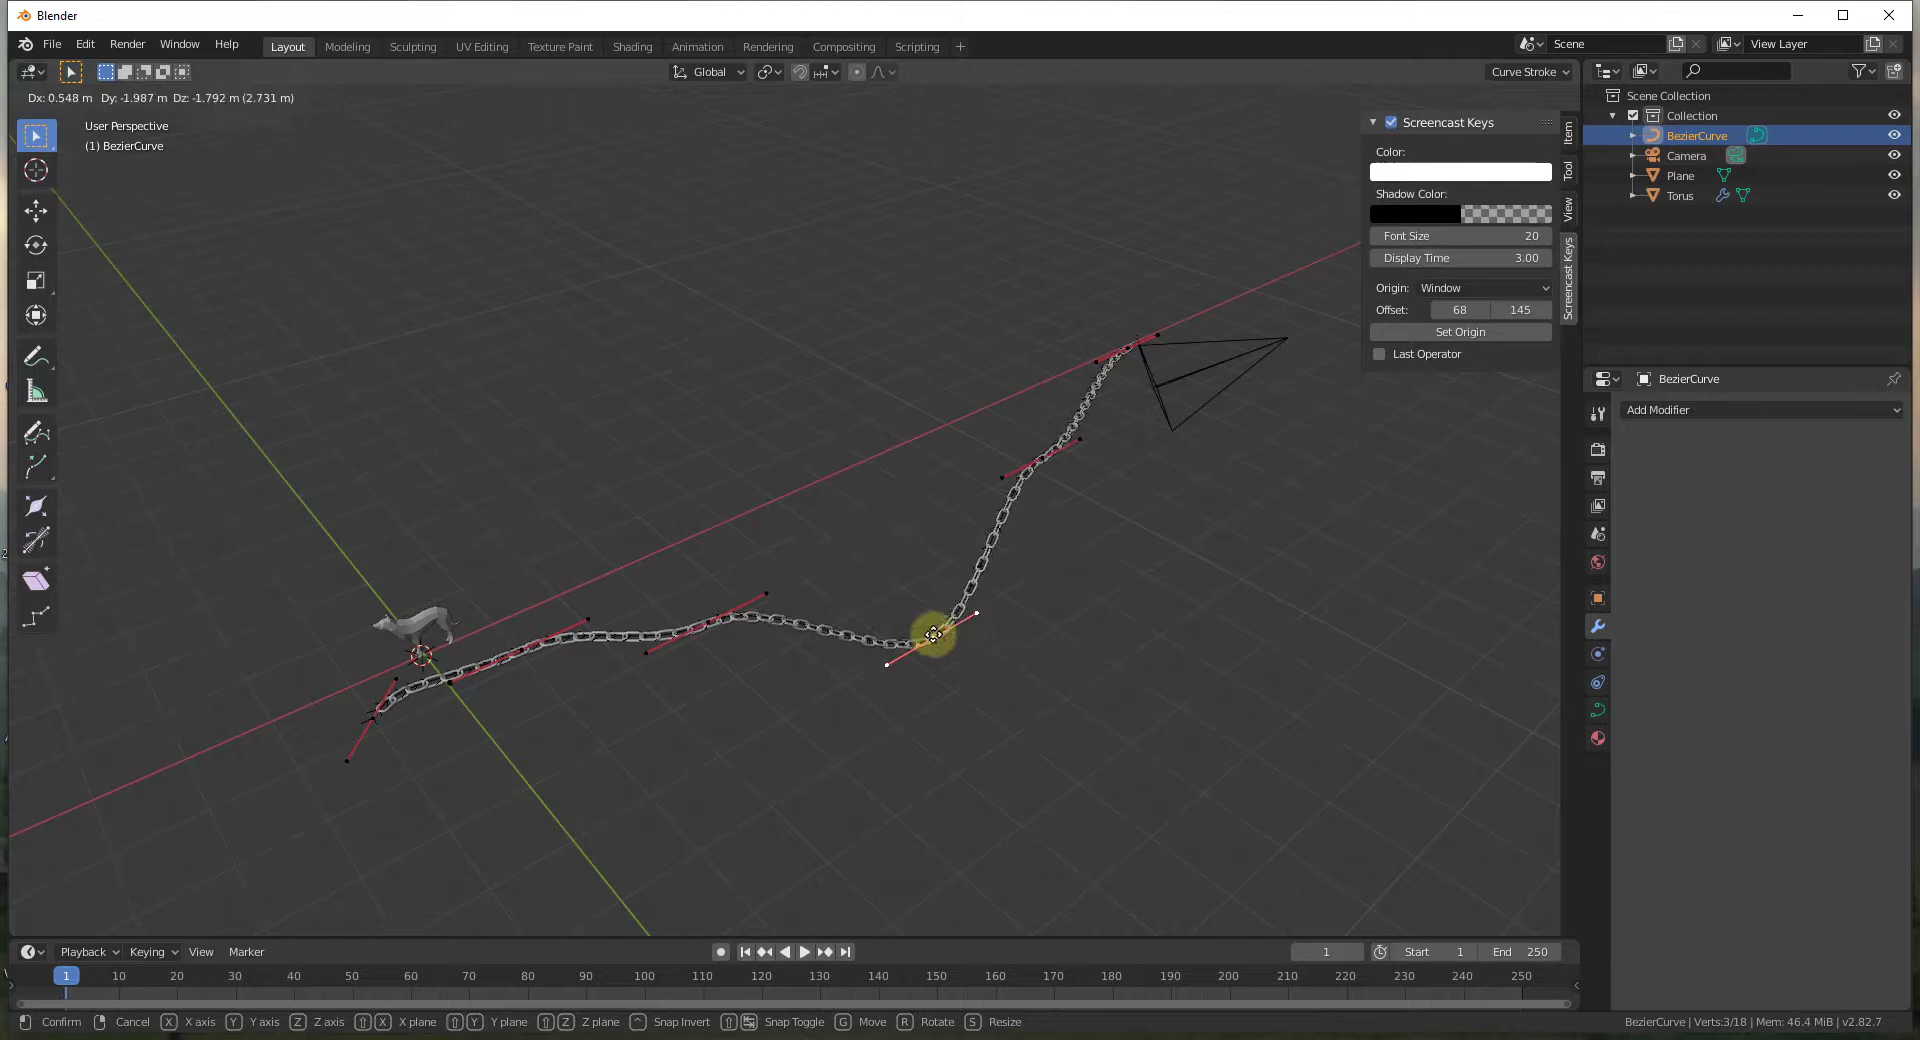 Blender
File Edit Render Window Help Layout Modeling Sculpting UV Editing Texture Paint Shading Animation Rendering Compositing Scripting + Scene View Layer
Global Curve Stroke
Dx: 0.548 m Dy: -1.987 m Dz: -1.792 m (2.731 m)
User Perspective
(1) BezierCurve
Screencast Keys
Color:
Shadow Color:
Font Size 20
Display Time 3.00
Origin: Window
Offset: 68 145
Set Origin
Last Operator
Item
Tool
View
Screencast Keys
Scene Collection
Collection
BezierCurve
Camera
Plane
Torus
BezierCurve
Add Modifier
Playback Keying View Marker 1 Start 1 End 250
1 10 20 30 40 50 60 70 80 90 100 110 120 130 140 150 160 170 180 190 200 210 220 230 240 250
Confirm Cancel X X axis Y Y axis Z Z axis X X plane Y Y plane Z Z plane ^ Snap Invert Snap Toggle G Move R Rotate S Resize BezierCurve | Verts:3/18 | Mem: 46.4 MiB | v2.82.7